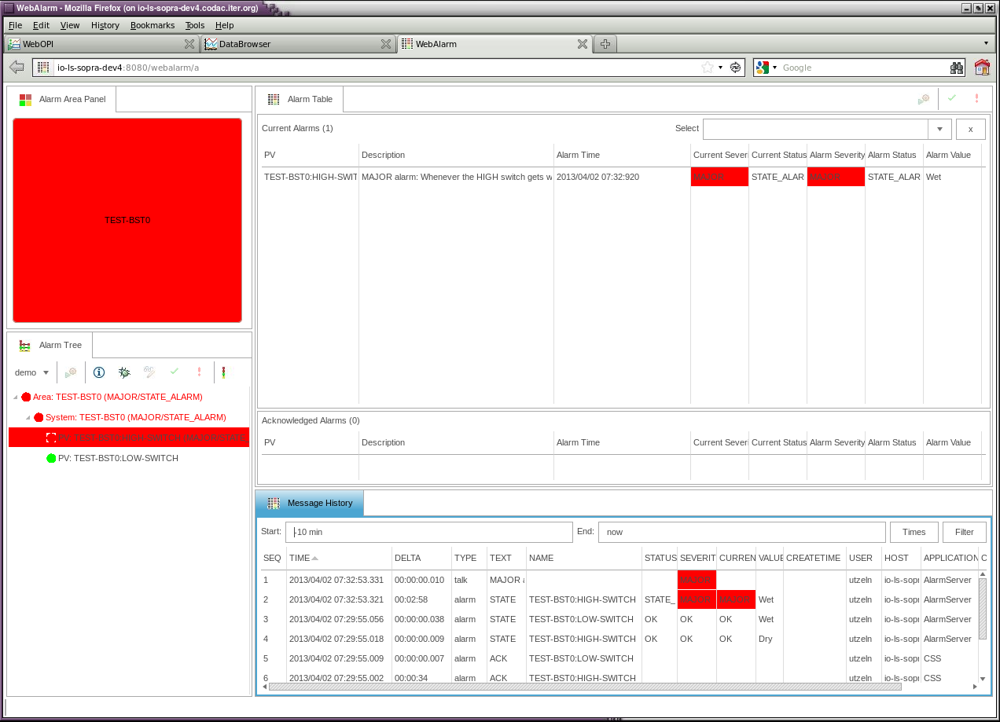 WebAlarm - Mozilla Firefox (on io-ls-sopra-dev4.codac.iter.org)
File Edit View History Bookmarks Tools Help
WebOPI DataBrowser WebAlarm
io-ls-sopra-dev4:8080/webalarm/a Google
Alarm Area Panel
TEST-BST0
Alarm Tree
demo
Area: TEST-BST0 (MAJOR/STATE_ALARM)
System: TEST-BST0 (MAJOR/STATE_ALARM)
PV: TEST-BST0:HIGH-SWITCH (MAJOR/STATE_
PV: TEST-BST0:LOW-SWITCH
Alarm Table
Current Alarms (1) Select x
PV Description Alarm Time Current Severi Current Status Alarm Severity Alarm Status Alarm Value
TEST-BST0:HIGH-SWIT MAJOR alarm: Whenever the HIGH switch gets w 2013/04/02 07:32:920 MAJOR STATE_ALAR MAJOR STATE_ALAR Wet
Acknowledged Alarms (0)
PV Description Alarm Time Current Severi Current Status Alarm Severity Alarm Status Alarm Value
Message History
Start: -10 min End: now Times Filter
SEQ TIME DELTA TYPE TEXT NAME STATUS SEVERIT CURREN VALUE CREATETIME USER HOST APPLICATION C
1 2013/04/02 07:32:53.331 00:00:00.010 talk MAJOR a MAJOR utzeln io-ls-sopr AlarmServer
2 2013/04/02 07:32:53.321 00:02:58 alarm STATE TEST-BST0:HIGH-SWITCH STATE_ MAJOR MAJOR Wet utzeln io-ls-sopr AlarmServer
3 2013/04/02 07:29:55.056 00:00:00.038 alarm STATE TEST-BST0:LOW-SWITCH OK OK OK Wet utzeln io-ls-sopr AlarmServer
4 2013/04/02 07:29:55.018 00:00:00.009 alarm STATE TEST-BST0:HIGH-SWITCH OK OK OK Dry utzeln io-ls-sopr AlarmServer
5 2013/04/02 07:29:55.009 00:00:00.007 alarm ACK TEST-BST0:LOW-SWITCH utzeln io-ls-sopr CSS
6 2013/04/02 07:29:55.002 00:00:34 alarm ACK TEST-BST0:HIGH-SWITCH utzeln io-ls-sopr CSS